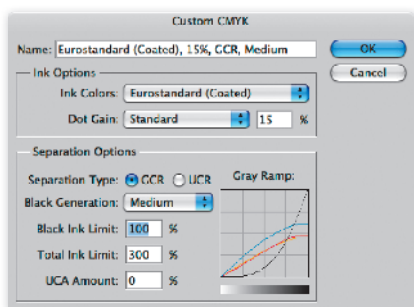 Custom CMYK
Name: Eurostandard (Coated), 15%, GCR, Medium OK
Cancel
Ink Options
Ink Colors: Eurostandard (Coated)
Dot Gain: Standard 15 %
Separation Options
Separation Type: GCR UCR Gray Ramp:
Black Generation: Medium
Black Ink Limit: 100 %
Total Ink Limit: 300 %
UCA Amount: 0 %